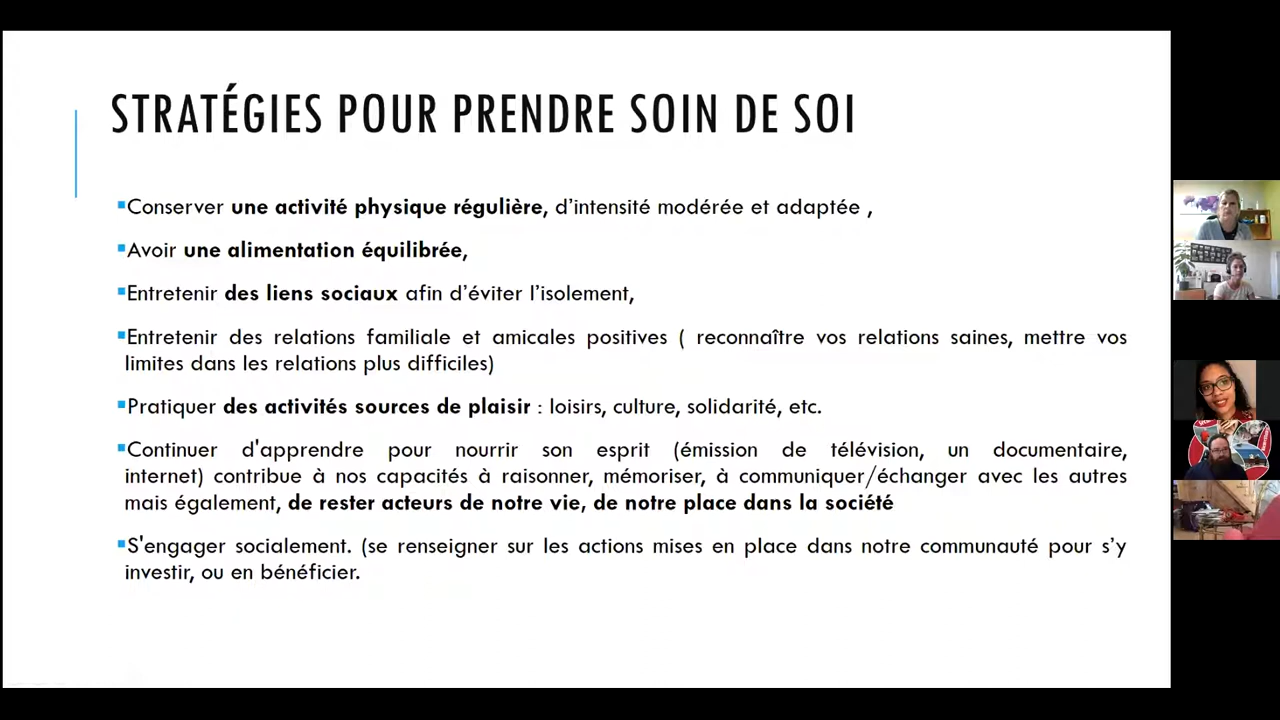 STRATÉGIES POUR PRENDRE SOIN DE SOI
▪Conserver une activité physique régulière, d’intensité modérée et adaptée ,
▪Avoir une alimentation équilibrée,
▪Entretenir des liens sociaux afin d’éviter l’isolement,
▪Entretenir des relations familiale et amicales positives ( reconnaître vos relations saines, mettre vos
limites dans les relations plus difficiles)
▪Pratiquer des activités sources de plaisir : loisirs, culture, solidarité, etc.
▪Continuer d'apprendre pour nourrir son esprit (émission de télévision, un documentaire,
internet) contribue à nos capacités à raisonner, mémoriser, à communiquer/échanger avec les autres
mais également, de rester acteurs de notre vie, de notre place dans la société
▪S'engager socialement. (se renseigner sur les actions mises en place dans notre communauté pour s’y
investir, ou en bénéficier.